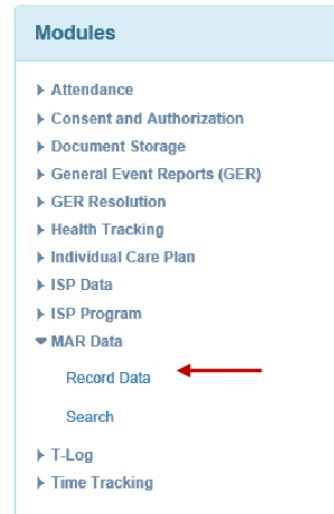 Modules
Attendance
Consent and Authorization
Document Storage
General Event Reports (GER)
GER Resolution
Health Tracking
Individual Care Plan
ISP Data
ISP Program
MAR Data
Record Data
Search
T-Log
Time Tracking